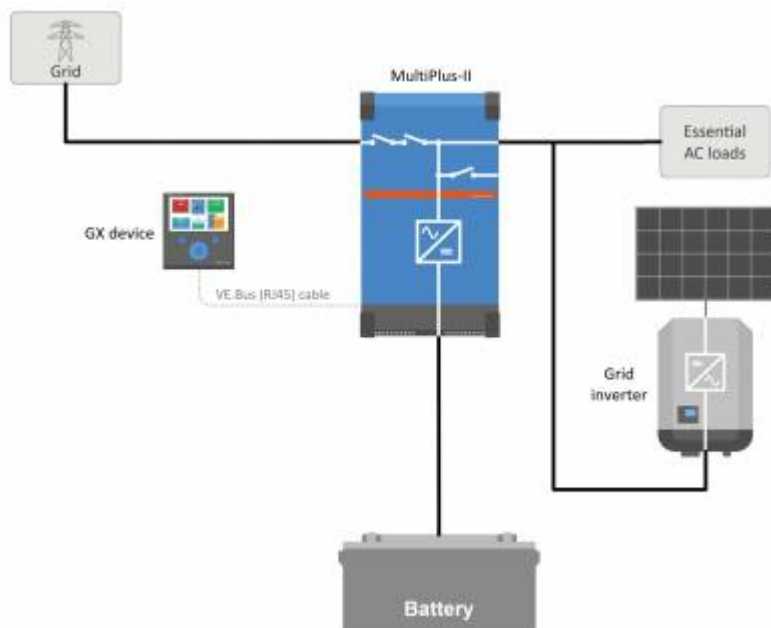 Grid
MultiPlus-II
Essential
AC loads
GX device
VE.Bus (RJ45) cable
Grid
inverter
Battery